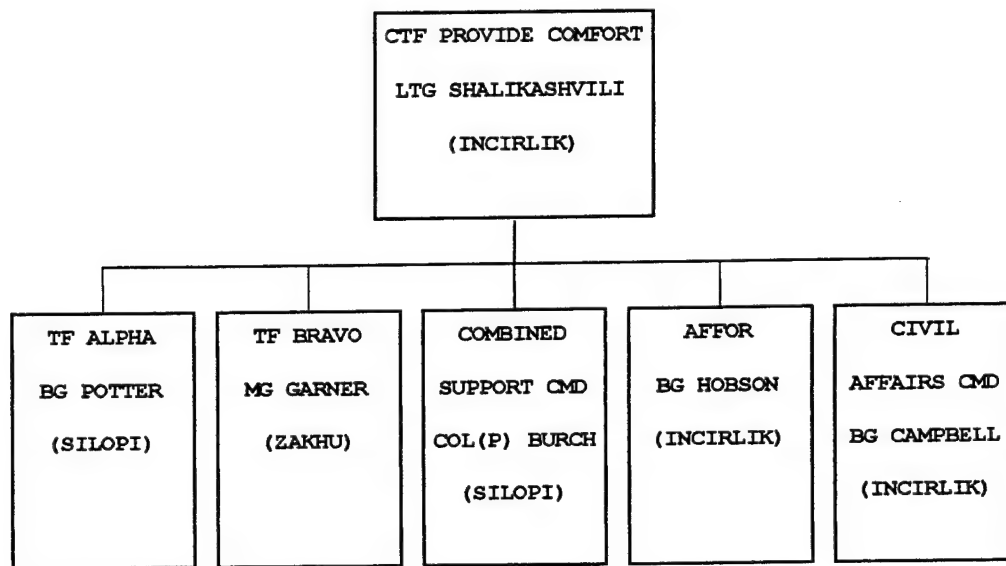 CTF PROVIDE COMFORT
LTG SHALIKASHVILI
(INCIRLIK)
TF ALPHA
BG POTTER
(SILOPI)
TF BRAVO
MG GARNER
(ZAKHU)
COMBINED
SUPPORT CMD
COL(P) BURCH
(SILOPI)
AFFOR
BG HOBSON
(INCIRLIK)
CIVIL
AFFAIRS CMD
BG CAMPBELL
(INCIRLIK)